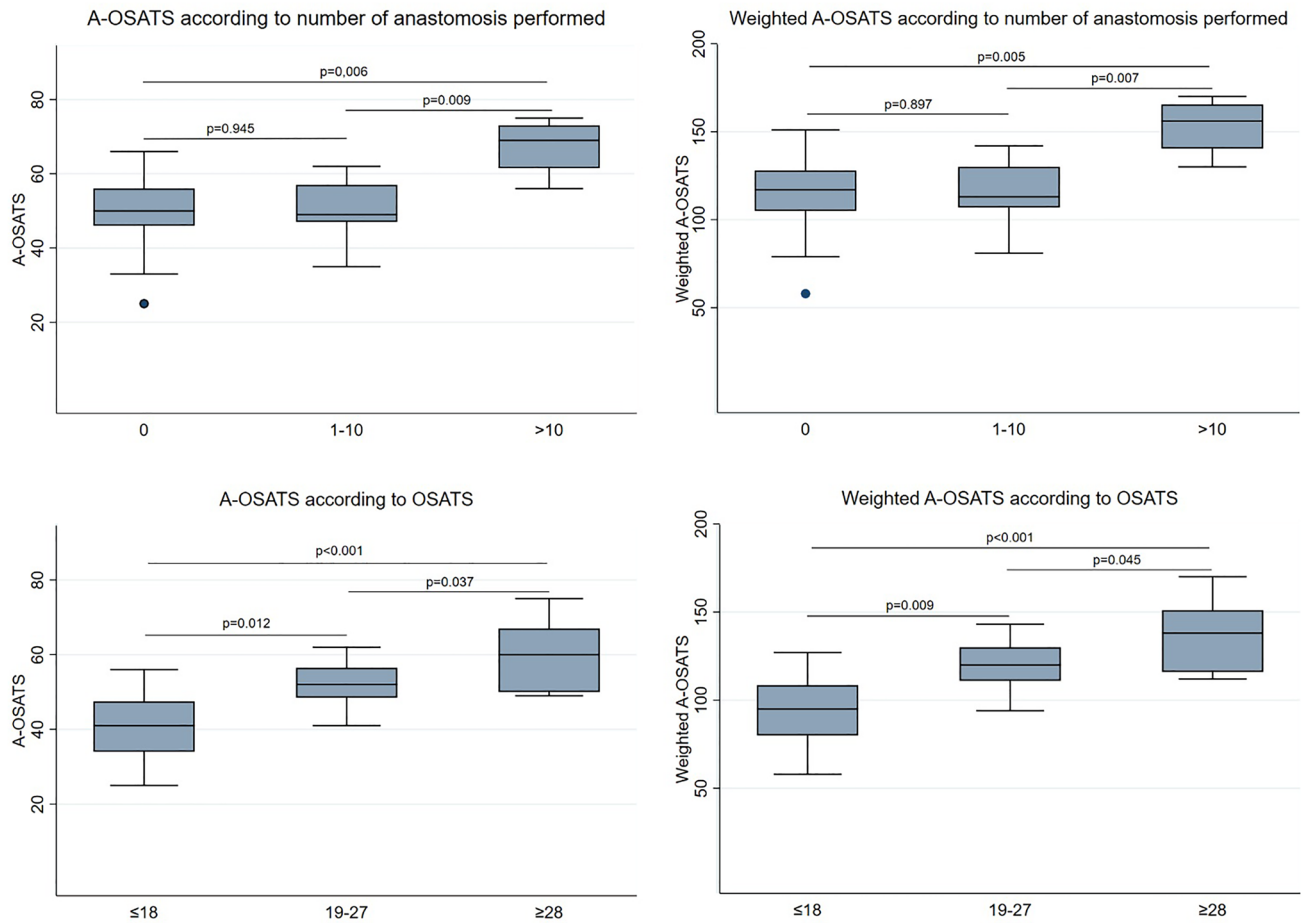 A-OSATS according to number of anastomosis performed
80
60
40
20
A-OSATS
p=0,006
p=0.009
p=0.945
0
1-10
>10
Weighted A-OSATS according to number of anastomosis performed
200
150
100
50
Weighted A-OSATS
p=0.005
p=0.007
p=0.897
0
1-10
>10
A-OSATS according to OSATS
80
60
40
20
A-OSATS
p<0.001
p=0.037
p=0.012
≤18
19-27
≥28
Weighted A-OSATS according to OSATS
200
150
100
50
Weighted A-OSATS
p<0.001
p=0.045
p=0.009
≤18
19-27
≥28